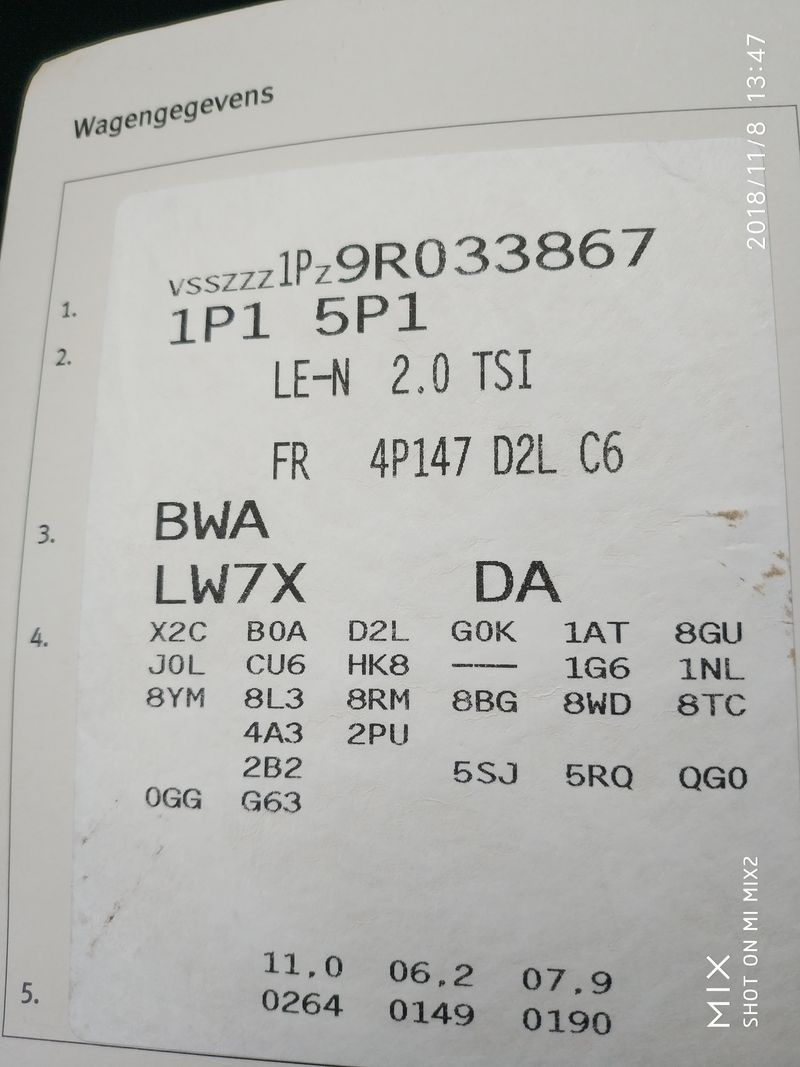 Wagengegevens
1. VSSZZZ1PZ9R033867
2. 1P1 5P1
LE-N 2.0 TSI
FR 4P147 D2L C6
3. BWA
LW7X DA
4. X2C B0A D2L G0K 1AT 8GU
J0L CU6 HK8 —— 1G6 1NL
8YM 8L3 8RM 8BG 8WD 8TC
4A3 2PU
2B2 5SJ 5RQ QG0
0GG G63
5. 11,0 06,2 07,9
0264 0149 0190
2018/11/8 13:47
MIX
SHOT ON MI MIX2